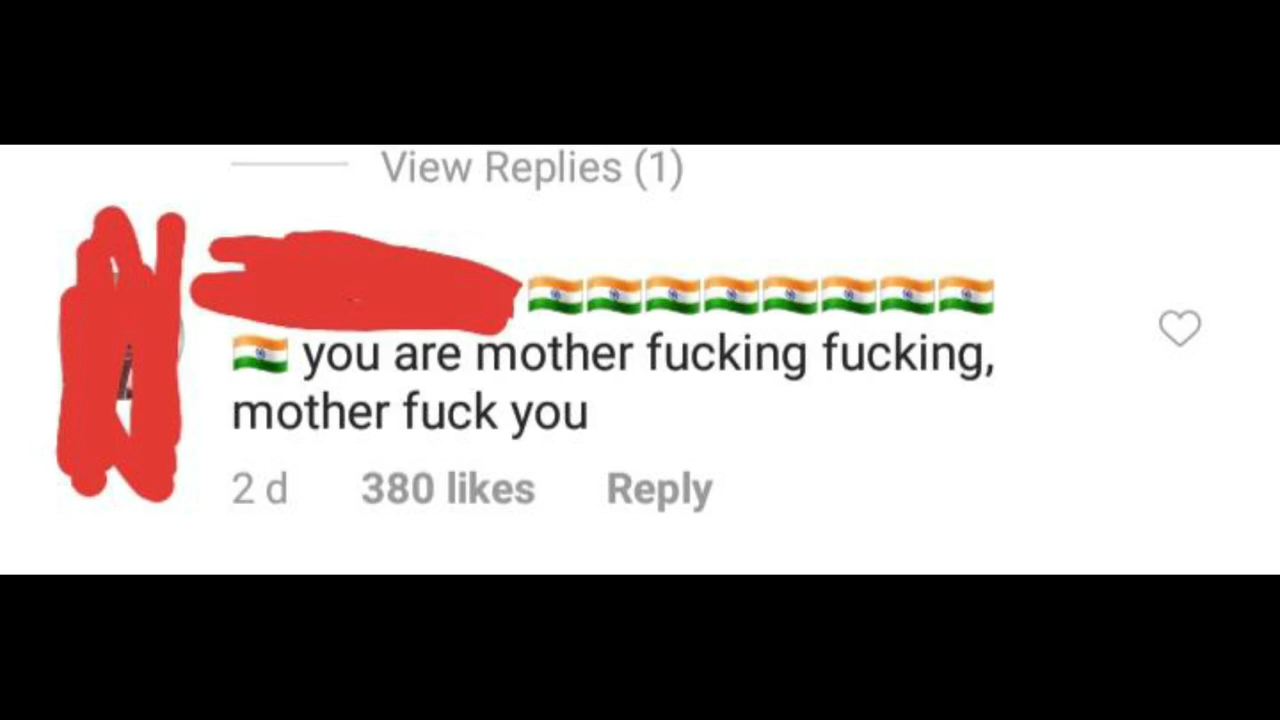 View Replies (1)
🇮🇳🇮🇳🇮🇳🇮🇳🇮🇳🇮🇳🇮🇳🇮🇳
🇮🇳 you are mother fucking fucking,
mother fuck you
2 d 380 likes Reply